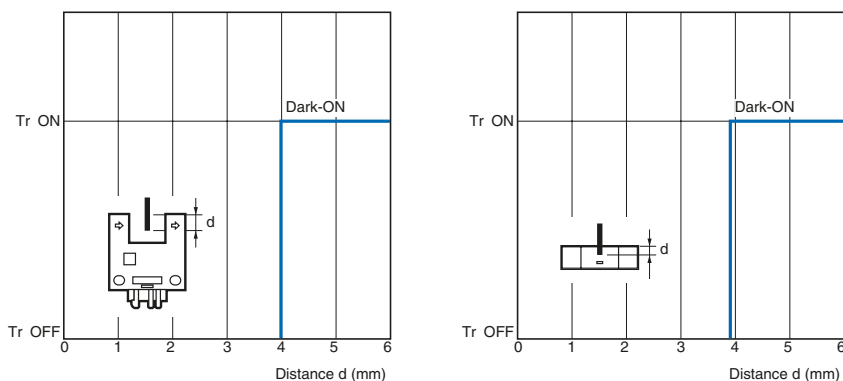 Dark-ON
Tr ON
d
Tr OFF
0 1 2 3 4 5 6
Distance d (mm)
Dark-ON
Tr ON
d
Tr OFF
0 1 2 3 4 5 6
Distance d (mm)